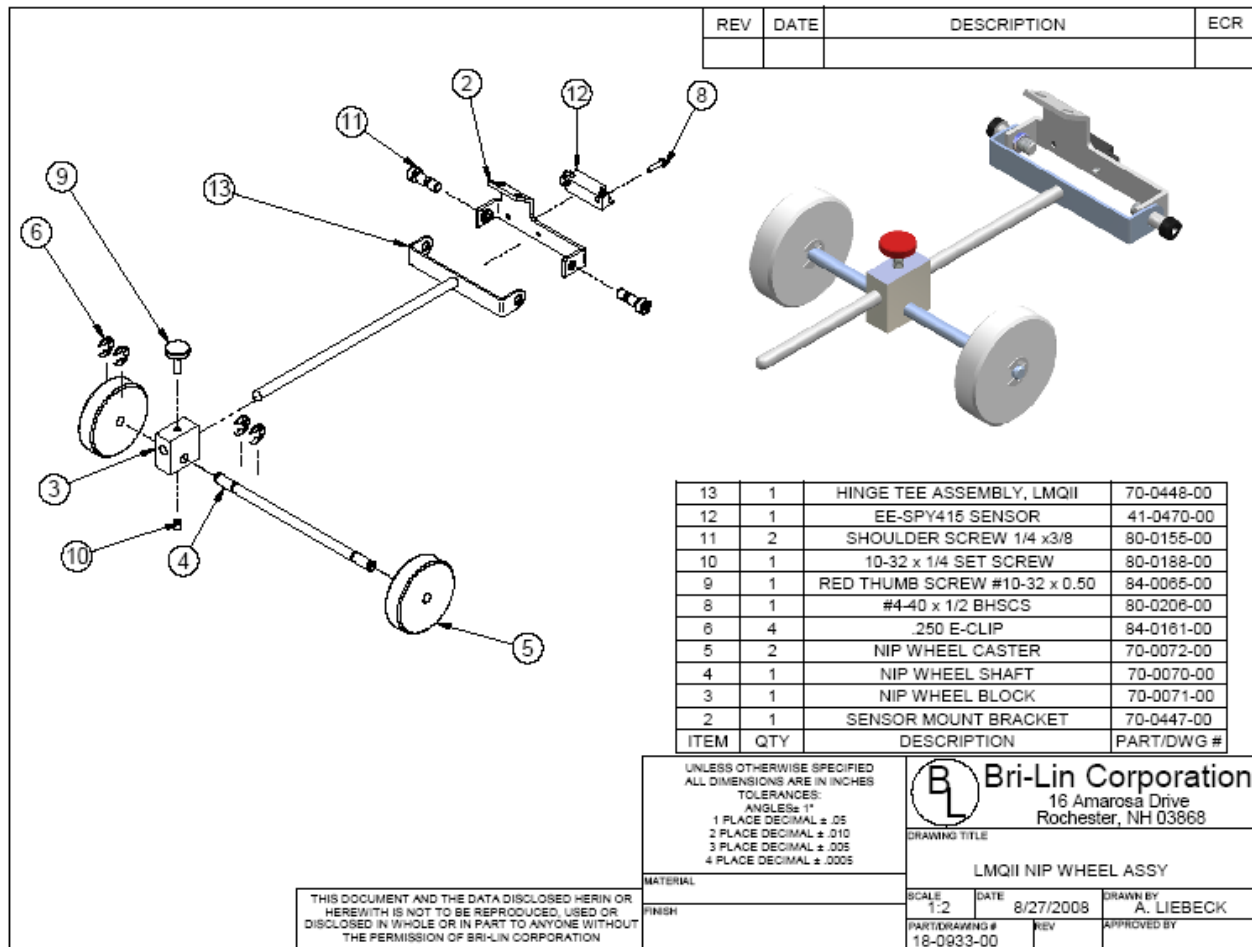 REV DATE DESCRIPTION ECR
2
12
8
11
9
13
6
3
10
4
5
13 1 HINGE TEE ASSEMBLY, LMQII 70-0448-00
12 1 EE-SPY415 SENSOR 41-0470-00
11 2 SHOULDER SCREW 1/4 x3/8 80-0155-00
10 1 10-32 x 1/4 SET SCREW 80-0188-00
9 1 RED THUMB SCREW #10-32 x 0.50 84-0065-00
8 1 #4-40 x 1/2 BHSCS 80-0206-00
6 4 .250 E-CLIP 84-0161-00
5 2 NIP WHEEL CASTER 70-0072-00
4 1 NIP WHEEL SHAFT 70-0070-00
3 1 NIP WHEEL BLOCK 70-0071-00
2 1 SENSOR MOUNT BRACKET 70-0447-00
ITEM QTY DESCRIPTION PART/DWG #
UNLESS OTHERWISE SPECIFIED
ALL DIMENSIONS ARE IN INCHES
TOLERANCES:
ANGLES± 1°
1 PLACE DECIMAL ± .05
2 PLACE DECIMAL ± .010
3 PLACE DECIMAL ± .005
4 PLACE DECIMAL ± .0005
MATERIAL
FINISH
BL
Bri-Lin Corporation
16 Amarosa Drive
Rochester, NH 03868
DRAWING TITLE
LMQII NIP WHEEL ASSY
SCALE DATE DRAWN BY
1:2 8/27/2008 A. LIEBECK
PART/DRAWING # REV APPROVED BY
18-0933-00
THIS DOCUMENT AND THE DATA DISCLOSED HERIN OR
HEREWITH IS NOT TO BE REPRODUCED, USED OR
DISCLOSED IN WHOLE OR IN PART TO ANYONE WITHOUT
THE PERMISSION OF BRI-LIN CORPORATION